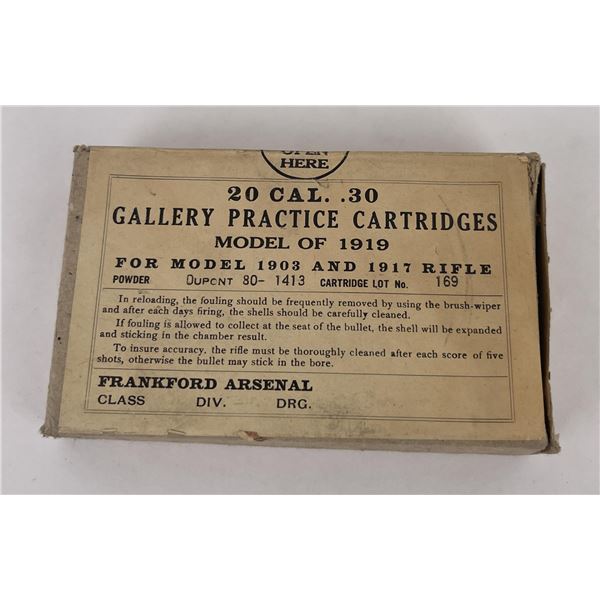 OPEN
HERE
20 CAL. .30
GALLERY PRACTICE CARTRIDGES
MODEL OF 1919
FOR MODEL 1903 AND 1917 RIFLE
POWDER Dupcnt 80- 1413 CARTRIDGE LOT No. 169
In reloading, the fouling should be frequently removed by using the brush-wiper
and after each days firing, the shells should be carefully cleaned.
If fouling is allowed to collect at the seat of the bullet, the shell will be expanded
and sticking in the chamber result.
To insure accuracy, the rifle must be thoroughly cleaned after each score of five
shots, otherwise the bullet may stick in the bore.
FRANKFORD ARSENAL
CLASS DIV. DRG.